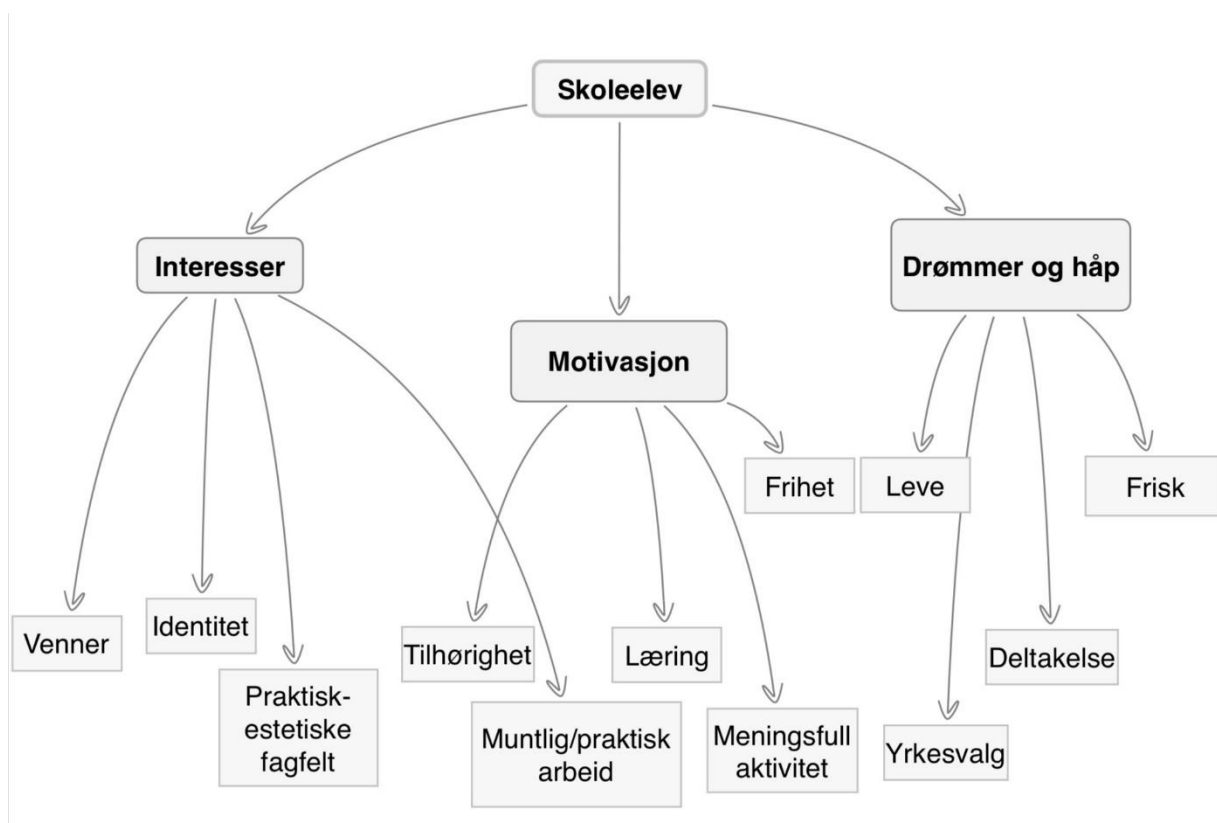 Skoleelev
Interesser
Drømmer og håp
Motivasjon
Frihet
Leve
Frisk
Venner
Identitet
Tilhørighet
Læring
Deltakelse
Praktisk-
estetiske
fagfelt
Muntlig/praktisk
arbeid
Meningsfull
aktivitet
Yrkesvalg